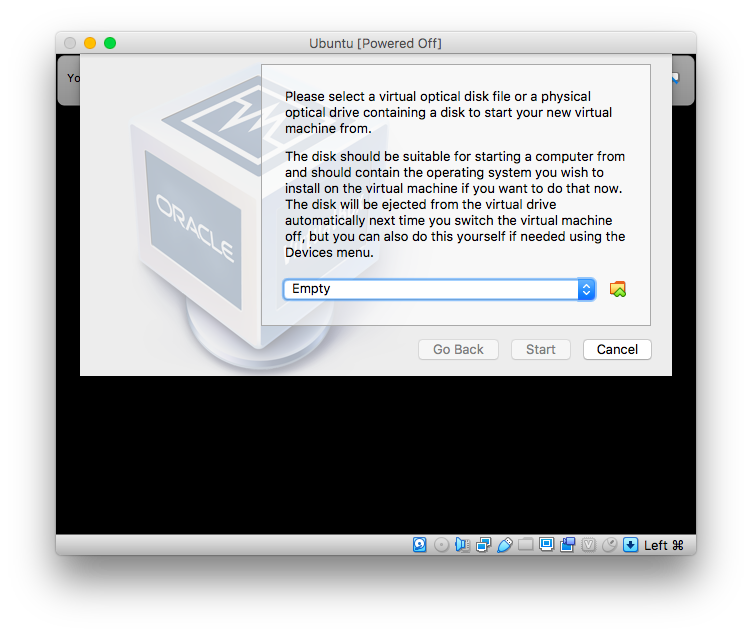 Ubuntu [Powered Off]
Yo
Please select a virtual optical disk file or a physical
optical drive containing a disk to start your new virtual
machine from.
The disk should be suitable for starting a computer from
and should contain the operating system you wish to
install on the virtual machine if you want to do that now.
The disk will be ejected from the virtual drive
automatically next time you switch the virtual machine
off, but you can also do this yourself if needed using the
Devices menu.
ORACLE
Empty
Go Back
Start
Cancel
V
Left ⌘